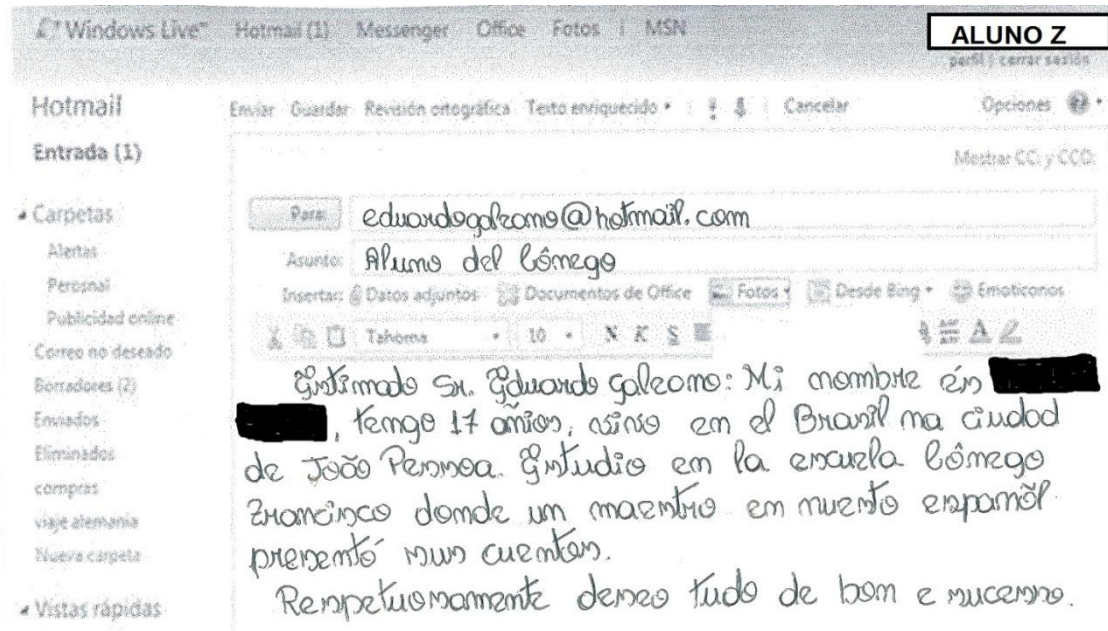 Windows Live™ Hotmail (1) Messenger Office Fotos | MSN
ALUNO Z
perfil | cerrar sesión
Hotmail
Enviar Guardar Revisión ortográfica Texto enriquecido Cancelar Opciones
Entrada (1)
Mostrar CC y CCO:
Carpetas
Para: eduardogaleano@hotmail.com
Alertas
Asunto: Aluno del Cônego
Perosnal
Insertar: Datos adjuntos Documentos de Office Fotos Desde Bing Emoticonos
Publicidad online
Tahoma 10 N K S
Correo no deseado
Borradores (2)
Enviados
Eliminados
compras
viaje alemania
Nueva carpeta
Vistas rápidas
Estimado Sr. Eduardo galeano: Mi nombre és
, tengo 17 añios, vivo en el Brasil na ciudad
de João Pessoa. Estudio en la escuela Cônego
Francisco donde un maestro en nuesto español
presentó sus cuentos.
Respetuosamente deseo tudo de bom e sucesso.